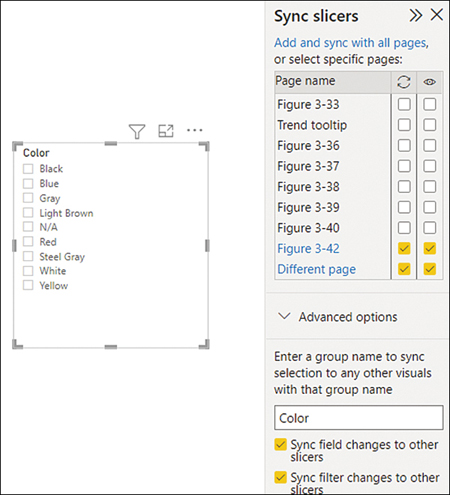 Sync slicers
Add and sync with all pages,
or select specific pages:
Page name
Figure 3-33
Trend tooltip
Figure 3-36
Figure 3-37
Figure 3-38
Figure 3-39
Figure 3-40
Figure 3-42
Different page
Color
Black
Blue
Gray
Light Brown
N/A
Red
Steel Gray
White
Yellow
Advanced options
Enter a group name to sync
selection to any other visuals
with that group name
Color
Sync field changes to other
slicers
Sync filter changes to other
slicers